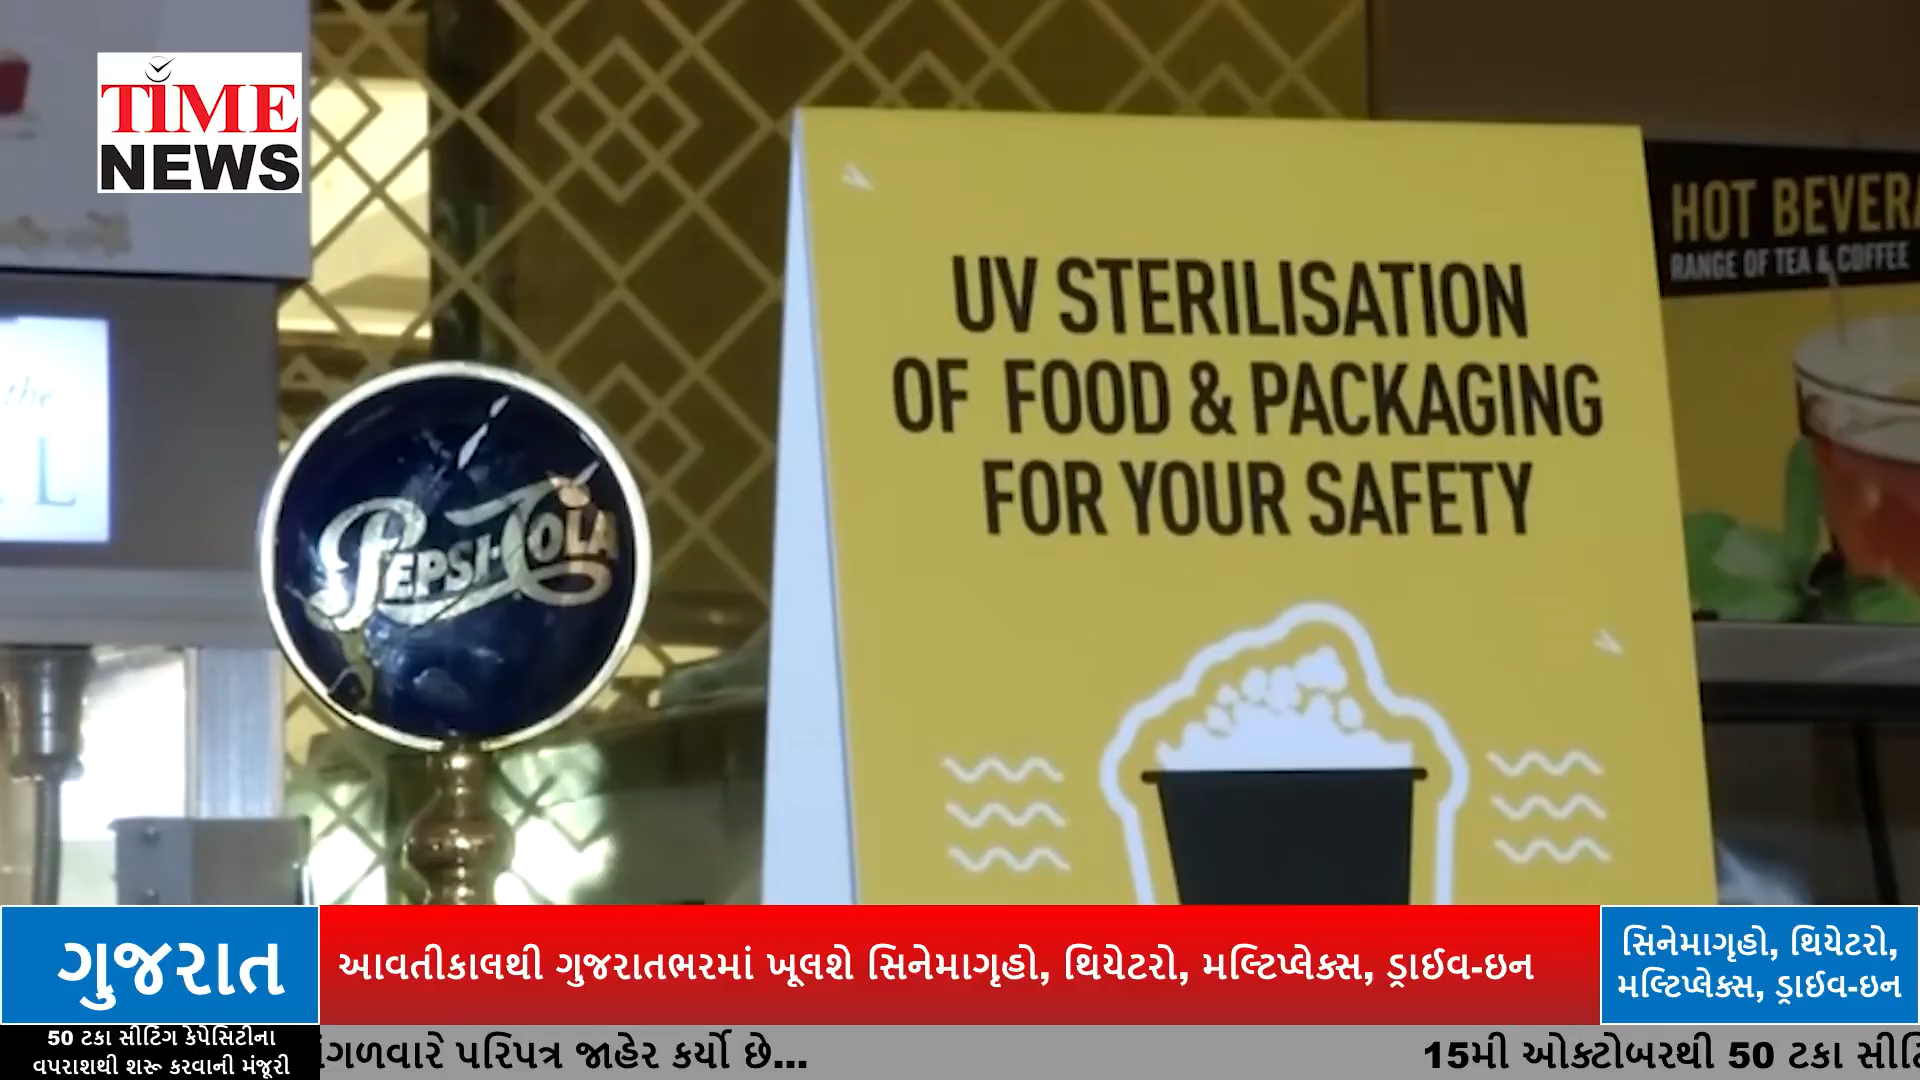 TIME
NEWS
HOT
RANGE OF TEA & COFFEE
UV STERILISATION
OF FOOD & PACKAGING
FOR YOUR SAFETY
the
PEPSI-COLA
ગુજરાત
આવતીકાલથી ગુજરાતભરમાં ખૂલશે સિનેમાગૃહો, થિયેટરો, મલ્ટિપ્લેક્સ, ડ્રાઈવ-ઇન
સિનેમાગૃહો, થિયેટરો,
મલ્ટિપ્લેક્સ, ડ્રાઈવ-ઇન
50 ટકા સીટિંગ કેપેસિટીના
વપરાશથી શરૂ કરવાની મંજૂરી
પરિપત્ર જાહેર કર્યો છે...
15મી ઓક્ટોબરથી 50 ટકા